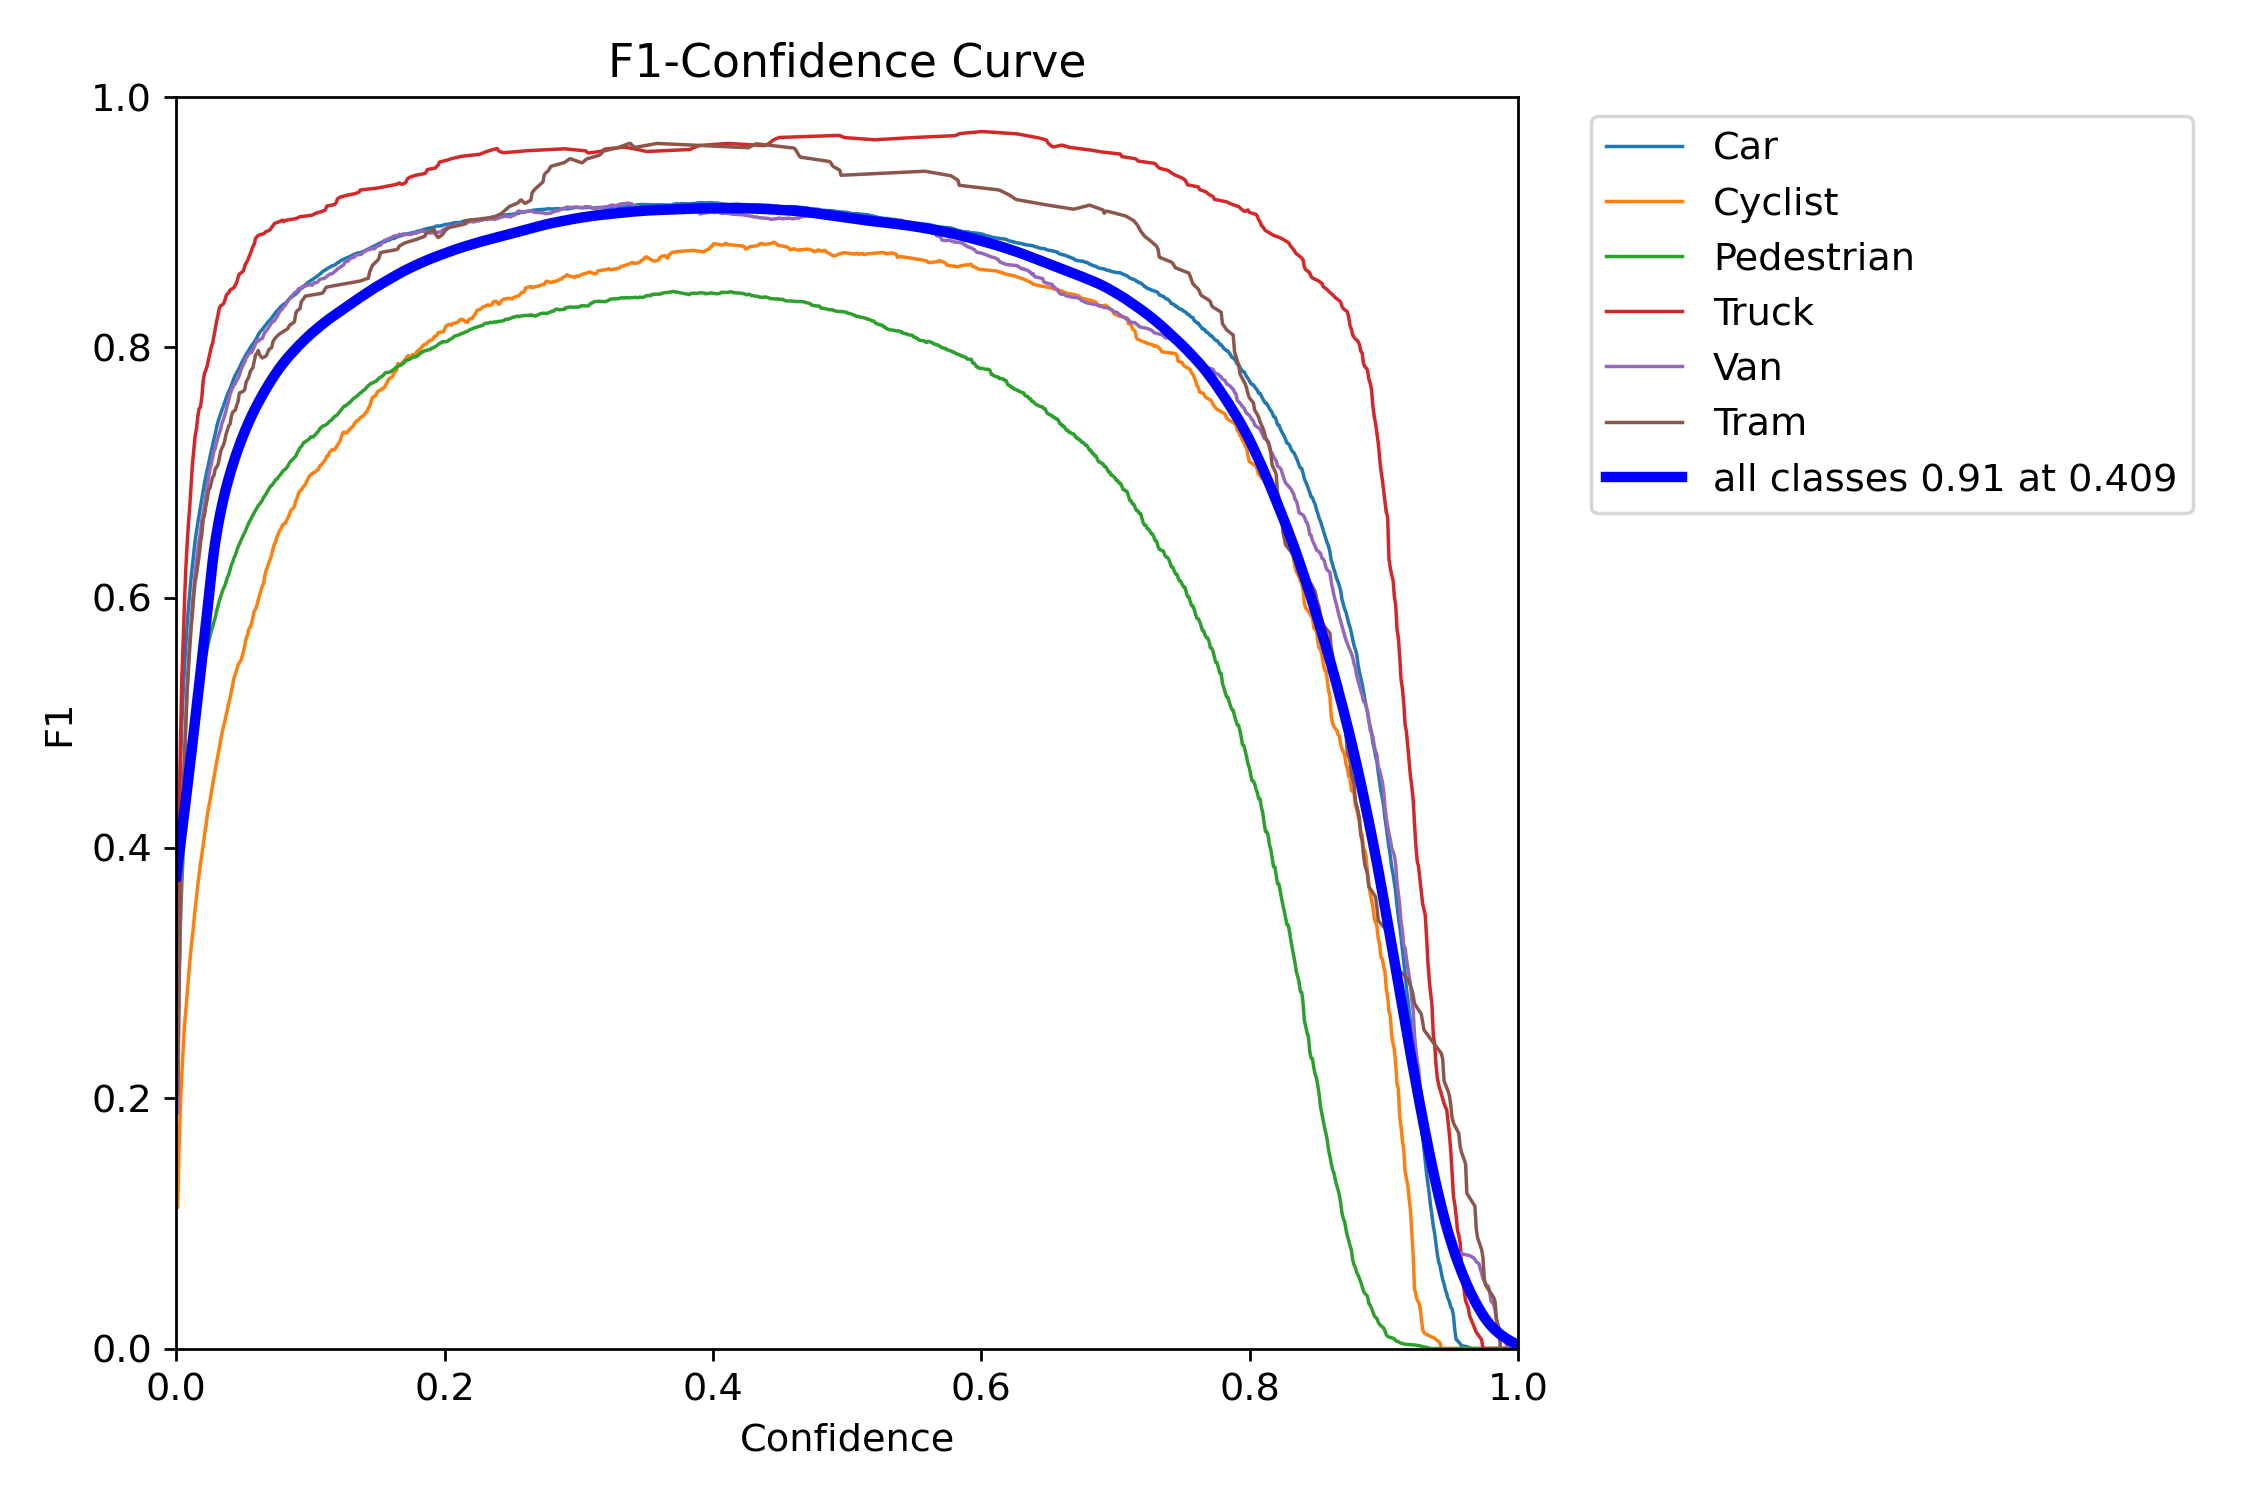 F1-Confidence Curve
1.0
0.8
0.6
0.4
0.2
0.0
F1
0.0 0.2 0.4 0.6 0.8 1.0
Confidence
Car
Cyclist
Pedestrian
Truck
Van
Tram
all classes 0.91 at 0.409